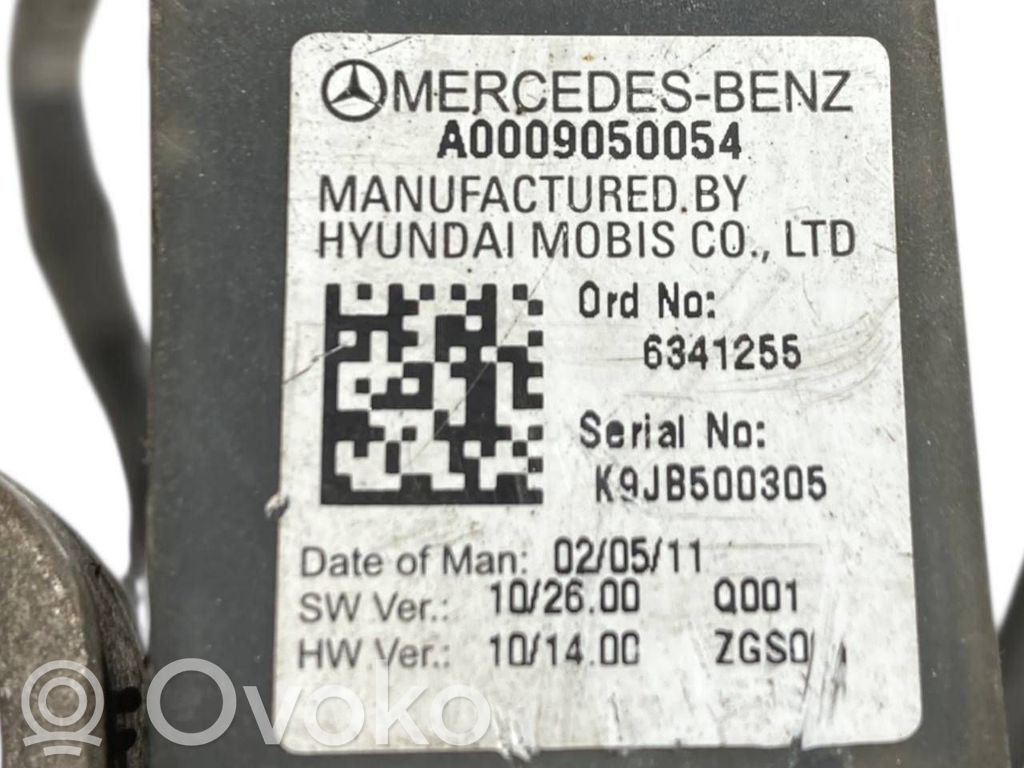 MERCEDES-BENZ
A0009050054
MANUFACTURED BY
HYUNDAI MOBIS CO., LTD
Ord No:
6341255
Serial No:
K9JB500305
Date of Man: 02/05/11
SW Ver.: 10/26.00 Q001
HW Ver.: 10/14.00
Ovoko